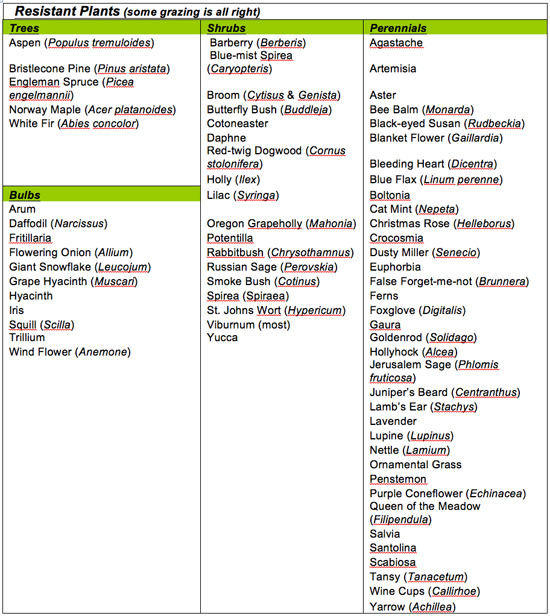 Resistant Plants (some grazing is all right)
Trees
Aspen (Populus tremuloides)
Bristlecone Pine (Pinus aristata)
Engleman Spruce (Picea
engelmannii)
Norway Maple (Acer platanoides)
White Fir (Abies concolor)
Bulbs
Arum
Daffodil (Narcissus)
Fritillaria
Flowering Onion (Allium)
Giant Snowflake (Leucojum)
Grape Hyacinth (Muscari)
Hyacinth
Iris
Squill (Scilla)
Trillium
Wind Flower (Anemone)
Shrubs
Barberry (Berberis)
Blue-mist Spirea
(Caryopteris)
Broom (Cytisus & Genista)
Butterfly Bush (Buddleja)
Cotoneaster
Daphne
Red-twig Dogwood (Cornus
stolonifera)
Holly (Ilex)
Lilac (Syringa)
Oregon Grapeholly (Mahonia)
Potentilla
Rabbitbush (Chrysothamnus)
Russian Sage (Perovskia)
Smoke Bush (Cotinus)
Spirea (Spiraea)
St. Johns Wort (Hypericum)
Viburnum (most)
Yucca
Perennials
Agastache
Artemisia
Aster
Bee Balm (Monarda)
Black-eyed Susan (Rudbeckia)
Blanket Flower (Gaillardia)
Bleeding Heart (Dicentra)
Blue Flax (Linum perenne)
Boltonia
Cat Mint (Nepeta)
Christmas Rose (Helleborus)
Crocosmia
Dusty Miller (Senecio)
Euphorbia
False Forget-me-not (Brunnera)
Ferns
Foxglove (Digitalis)
Gaura
Goldenrod (Solidago)
Hollyhock (Alcea)
Jerusalem Sage (Phlomis
fruticosa)
Juniper's Beard (Centranthus)
Lamb's Ear (Stachys)
Lavender
Lupine (Lupinus)
Nettle (Lamium)
Ornamental Grass
Penstemon
Purple Coneflower (Echinacea)
Queen of the Meadow
(Filipendula)
Salvia
Santolina
Scabiosa
Tansy (Tanacetum)
Wine Cups (Callirhoe)
Yarrow (Achillea)